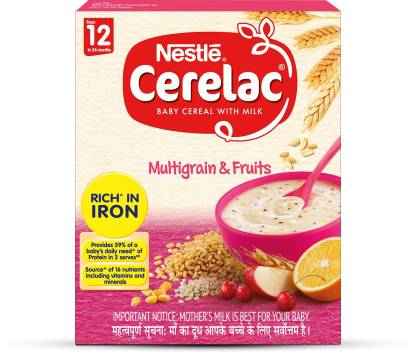 from
12
to 24 months
Nestlé
Cerelac®
BABY CEREAL WITH MILK
Multigrain & Fruits
RICH^ IN
IRON
Provides 59% of a
baby's daily need^ of
Protein in 2 serves**
Source* of 16 nutrients
including vitamins and
minerals
IMPORTANT NOTICE: MOTHER'S MILK IS BEST FOR YOUR BABY.
महत्वपूर्ण सूचना: माँ का दूध आपके बच्चे के लिए सर्वोत्तम है।